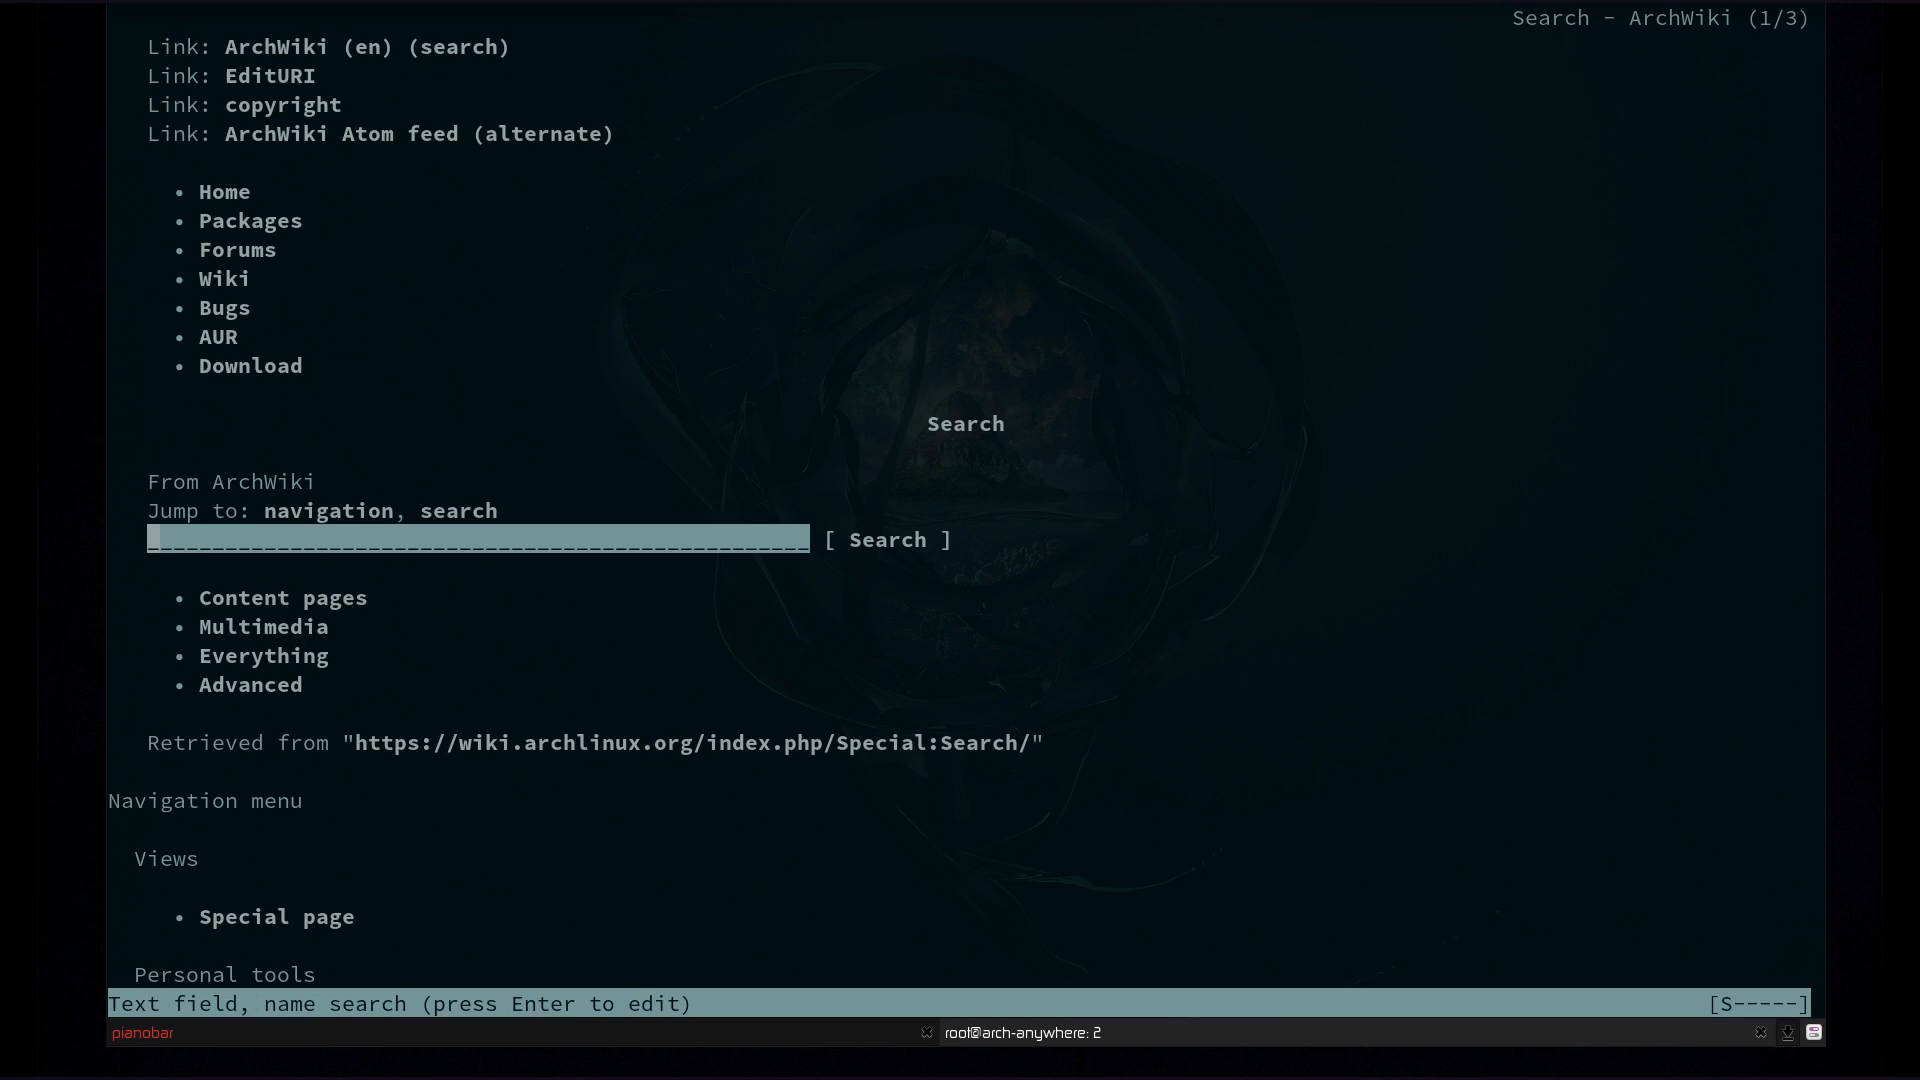 Search - ArchWiki (1/3)
Link: ArchWiki (en) (search)
Link: EditURI
Link: copyright
Link: ArchWiki Atom feed (alternate)
• Home
• Packages
• Forums
• Wiki
• Bugs
• AUR
• Download
Search
From ArchWiki
Jump to: navigation, search
[ Search ]
• Content pages
• Multimedia
• Everything
• Advanced
Retrieved from "https://wiki.archlinux.org/index.php/Special:Search/"
Navigation menu
Views
• Special page
Personal tools
Text field, name search (press Enter to edit) [S-----]
pianobar root@arch-anywhere: 2